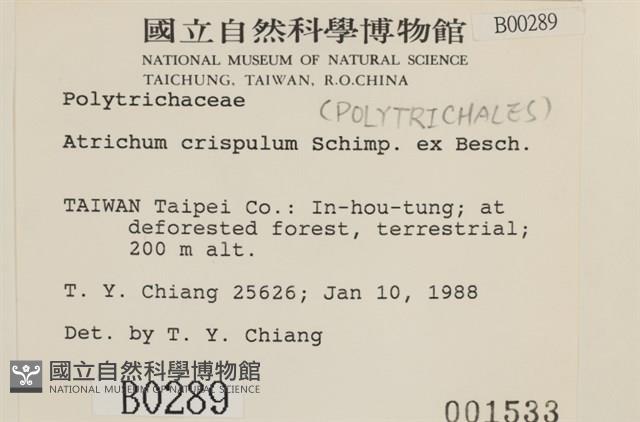 國立自然科學博物館
B00289
NATIONAL MUSEUM OF NATURAL SCIENCE
TAICHUNG, TAIWAN, R.O.CHINA
Polytrichaceae
(POLYTRICHALES)
Atrichum crispulum Schimp. ex Besch.
TAIWAN Taipei Co.: In-hou-tung; at
deforested forest, terrestrial;
200 m alt.
T. Y. Chiang 25626; Jan 10, 1988
Det. by T. Y. Chiang
國立自然科學博物館
NATIONAL MUSEUM OF NATURAL SCIENCE
B0289
001533